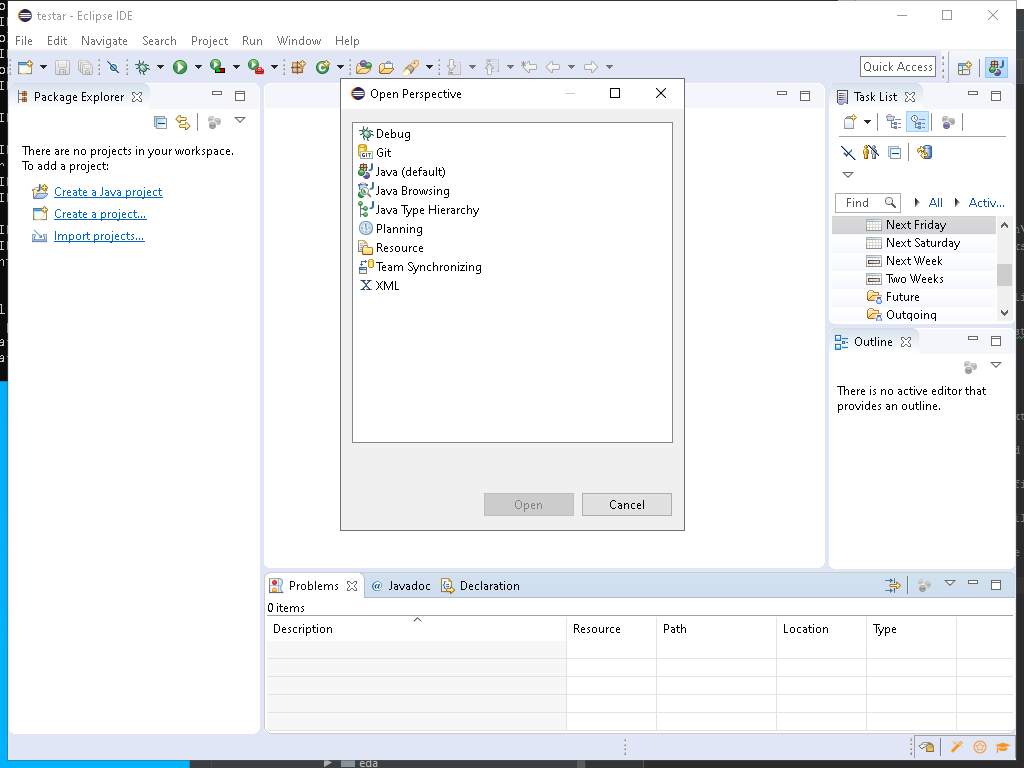 testar - Eclipse IDE
File Edit Navigate Search Project Run Window Help
Quick Access
Package Explorer
There are no projects in your workspace.
To add a project:
Create a Java project
Create a project...
Import projects...
Open Perspective
Debug
Git
Java (default)
Java Browsing
Java Type Hierarchy
Planning
Resource
Team Synchronizing
XML
Open
Cancel
Task List
Find
All
Activ...
Next Friday
Next Saturday
Next Week
Two Weeks
Future
Outgoing
Outline
There is no active editor that
provides an outline.
Problems
@ Javadoc
Declaration
0 items
Description Resource Path Location Type
eda